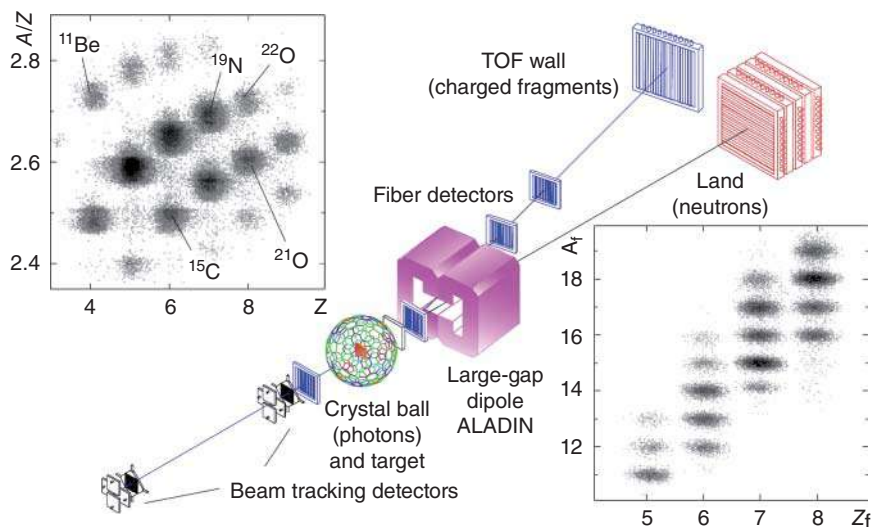 A/Z
2.8
2.6
2.4
¹¹Be
¹⁹N
²²O
¹⁵C
²¹O
4
6
8
Z
TOF wall
(charged fragments)
Fiber detectors
Land
(neutrons)
Large-gap
dipole
ALADIN
Crystal ball
(photons)
and target
Beam tracking detectors
A_f
18
16
14
12
5
6
7
8
Z_f